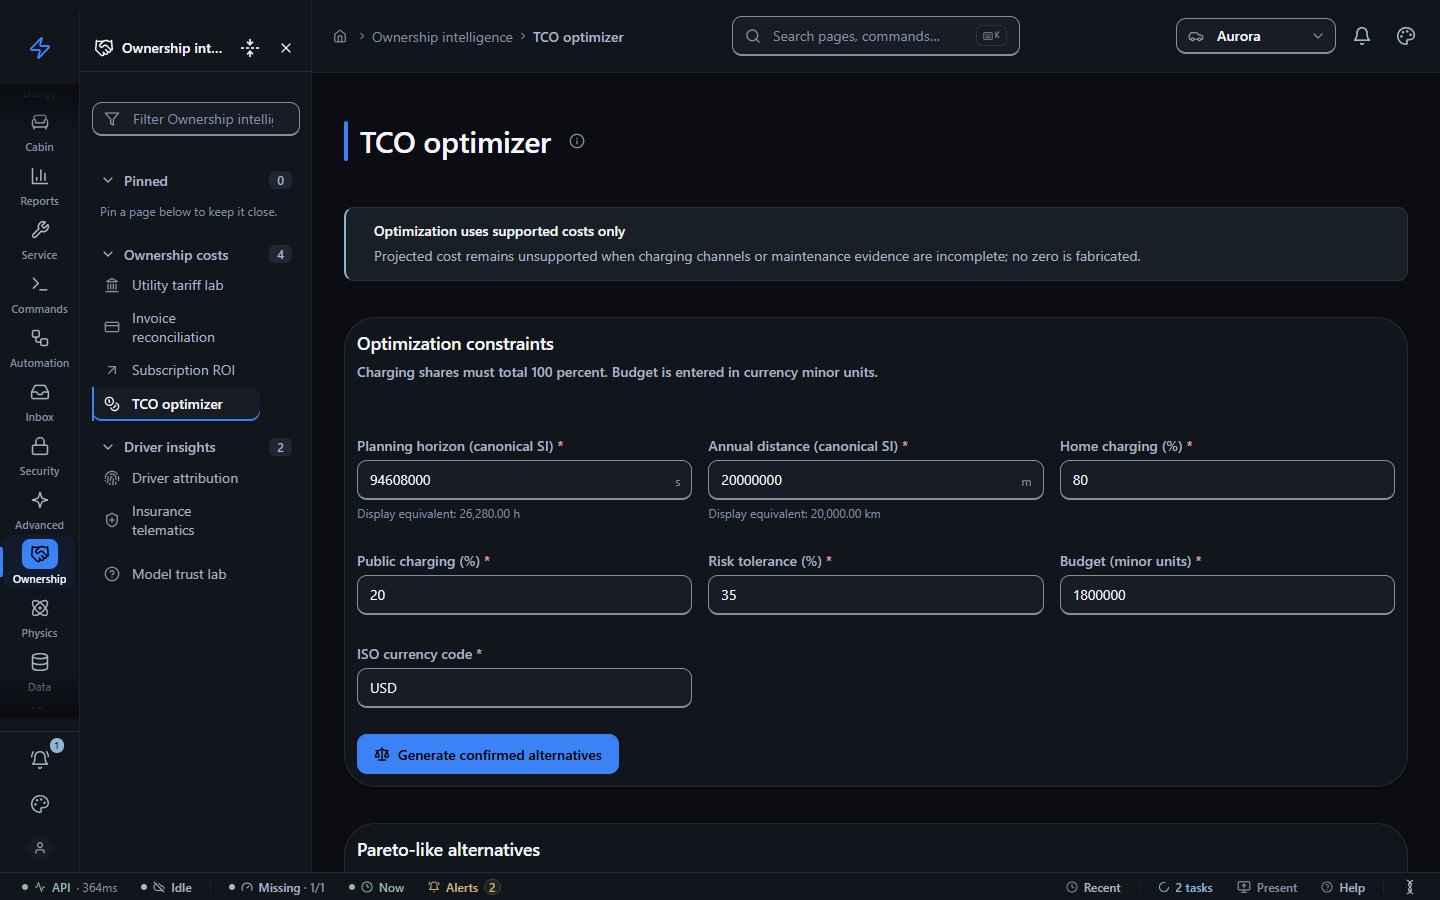 Ownership int...
Ownership intelligence
TCO optimizer
Search pages, commands...
K
Aurora
Cabin
Reports
Service
Commands
Automation
Inbox
Security
Advanced
Ownership
Physics
Data
1
Filter Ownership intelli
Pinned
0
Pin a page below to keep it close.
Ownership costs
4
Utility tariff lab
Invoice
reconciliation
Subscription ROI
TCO optimizer
Driver insights
2
Driver attribution
Insurance
telematics
Model trust lab
TCO optimizer
Optimization uses supported costs only
Projected cost remains unsupported when charging channels or maintenance evidence are incomplete; no zero is fabricated.
Optimization constraints
Charging shares must total 100 percent. Budget is entered in currency minor units.
Planning horizon (canonical SI) *
94608000
s
Display equivalent: 26,280.00 h
Annual distance (canonical SI) *
20000000
m
Display equivalent: 20,000.00 km
Home charging (%) *
80
Public charging (%) *
20
Risk tolerance (%) *
35
Budget (minor units) *
1800000
ISO currency code *
USD
Generate confirmed alternatives
Pareto-like alternatives
API · 364ms
Idle
Missing · 1/1
Now
Alerts 2
Recent
2 tasks
Present
Help